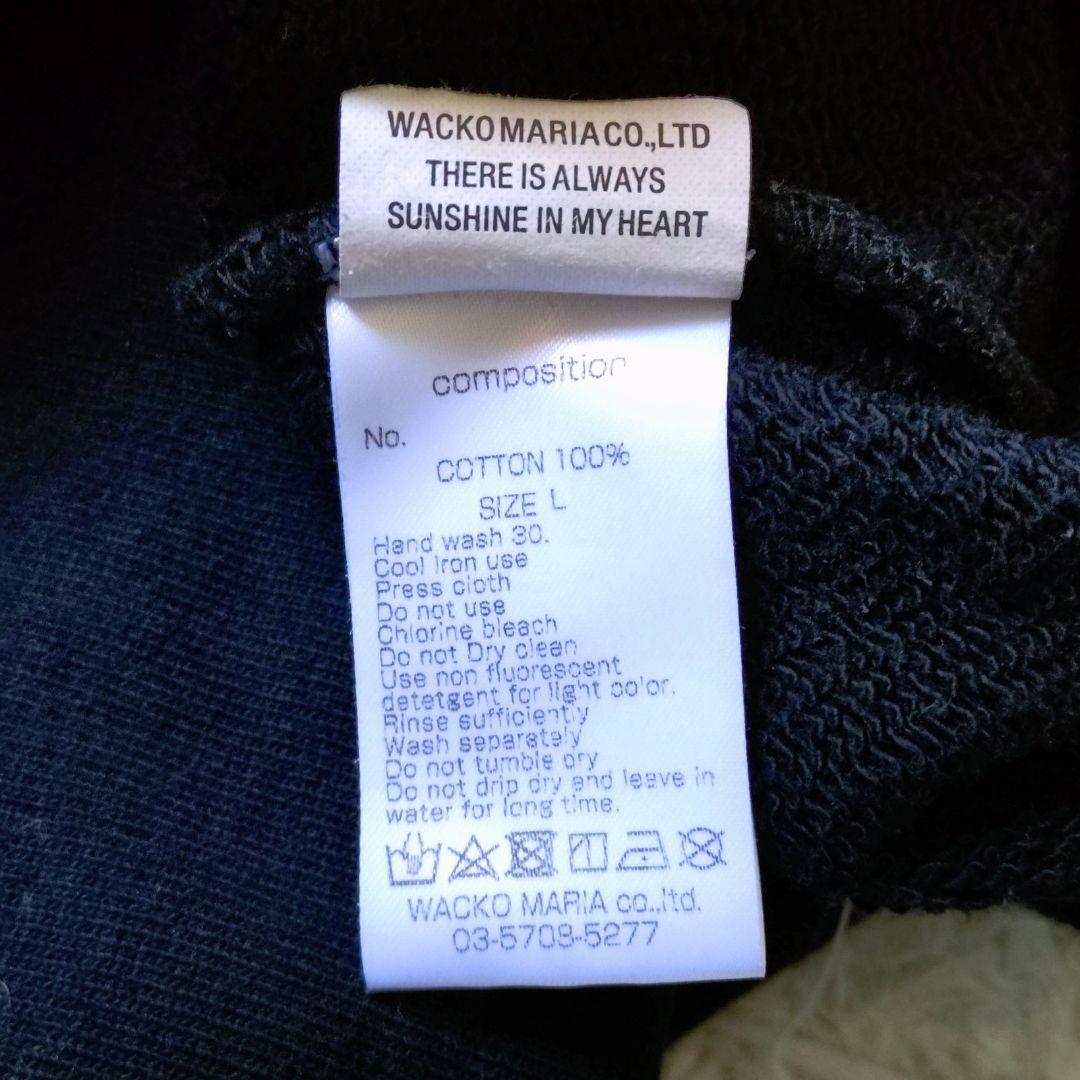 WACKO MARIA CO.,LTD
THERE IS ALWAYS
SUNSHINE IN MY HEART
composition
No.
COTTON 100%
SIZE L
Hand wash 30.
Cool Iron use
Press cloth
Do not use
Chlorine bleach
Do not Dry clean
Use non fluorescent
detetgent for light color.
Rinse sufficiently
Wash separately
Do not tumble dry
Do not drip dry and leave in
water for long time.
WACKO MARIA co.,ltd.
03-5708-5277